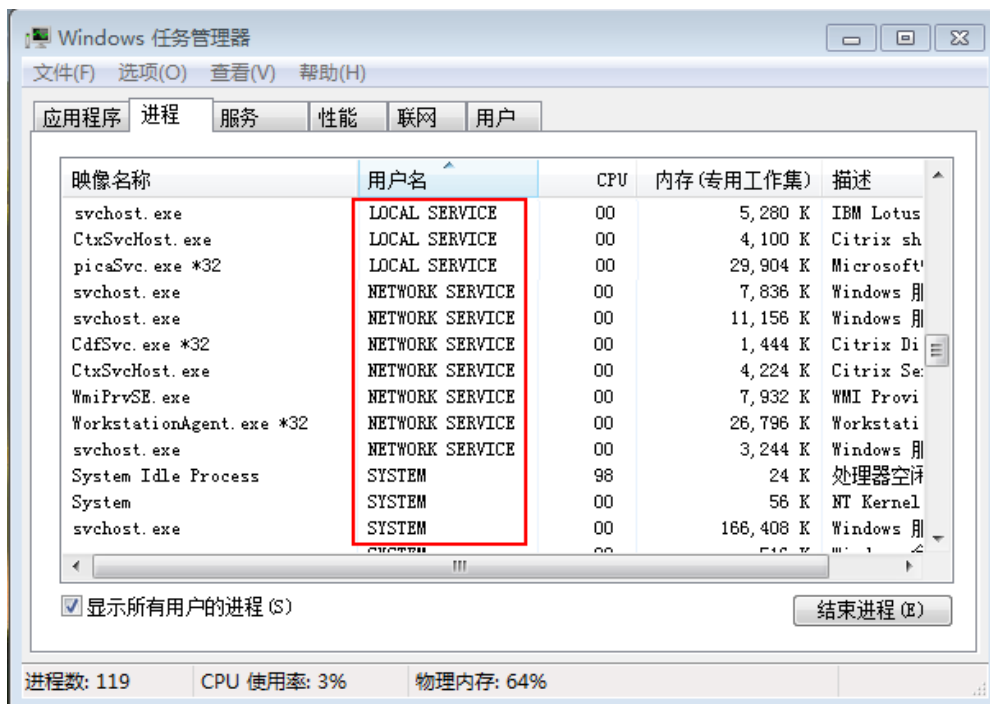 Windows 任务管理器
文件(F) 选项(O) 查看(V) 帮助(H)
应用程序 进程 服务 性能 联网 用户
映像名称 用户名 CPU 内存(专用工作集) 描述
svchost.exe LOCAL SERVICE 00 5,280 K IBM Lotus
CtxSvcHost.exe LOCAL SERVICE 00 4,100 K Citrix sh
picaSvc.exe *32 LOCAL SERVICE 00 29,904 K Microsoft
svchost.exe NETWORK SERVICE 00 7,836 K Windows
svchost.exe NETWORK SERVICE 00 11,156 K Windows
CdfSvc.exe *32 NETWORK SERVICE 00 1,444 K Citrix Di
CtxSvcHost.exe NETWORK SERVICE 00 4,224 K Citrix Se
WmiPrvSE.exe NETWORK SERVICE 00 7,932 K WMI Provi
WorkstationAgent.exe *32 NETWORK SERVICE 00 26,796 K Workstati
svchost.exe NETWORK SERVICE 00 3,244 K Windows
System Idle Process SYSTEM 98 24 K 处理器空闲
System SYSTEM 00 56 K NT Kernel
svchost.exe SYSTEM 00 166,408 K Windows
显示所有用户的进程(S) 结束进程(E)
进程数: 119 CPU 使用率: 3% 物理内存: 64%